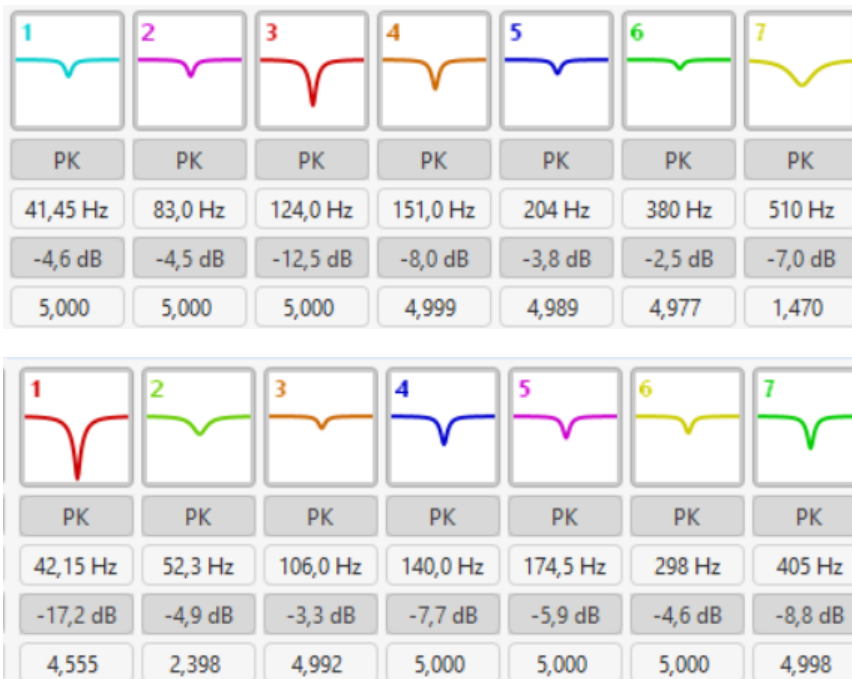 1 2 3 4 5 6 7
PK PK PK PK PK PK PK
41,45 Hz 83,0 Hz 124,0 Hz 151,0 Hz 204 Hz 380 Hz 510 Hz
-4,6 dB -4,5 dB -12,5 dB -8,0 dB -3,8 dB -2,5 dB -7,0 dB
5,000 5,000 5,000 4,999 4,989 4,977 1,470
1 2 3 4 5 6 7
PK PK PK PK PK PK PK
42,15 Hz 52,3 Hz 106,0 Hz 140,0 Hz 174,5 Hz 298 Hz 405 Hz
-17,2 dB -4,9 dB -3,3 dB -7,7 dB -5,9 dB -4,6 dB -8,8 dB
4,555 2,398 4,992 5,000 5,000 5,000 4,998